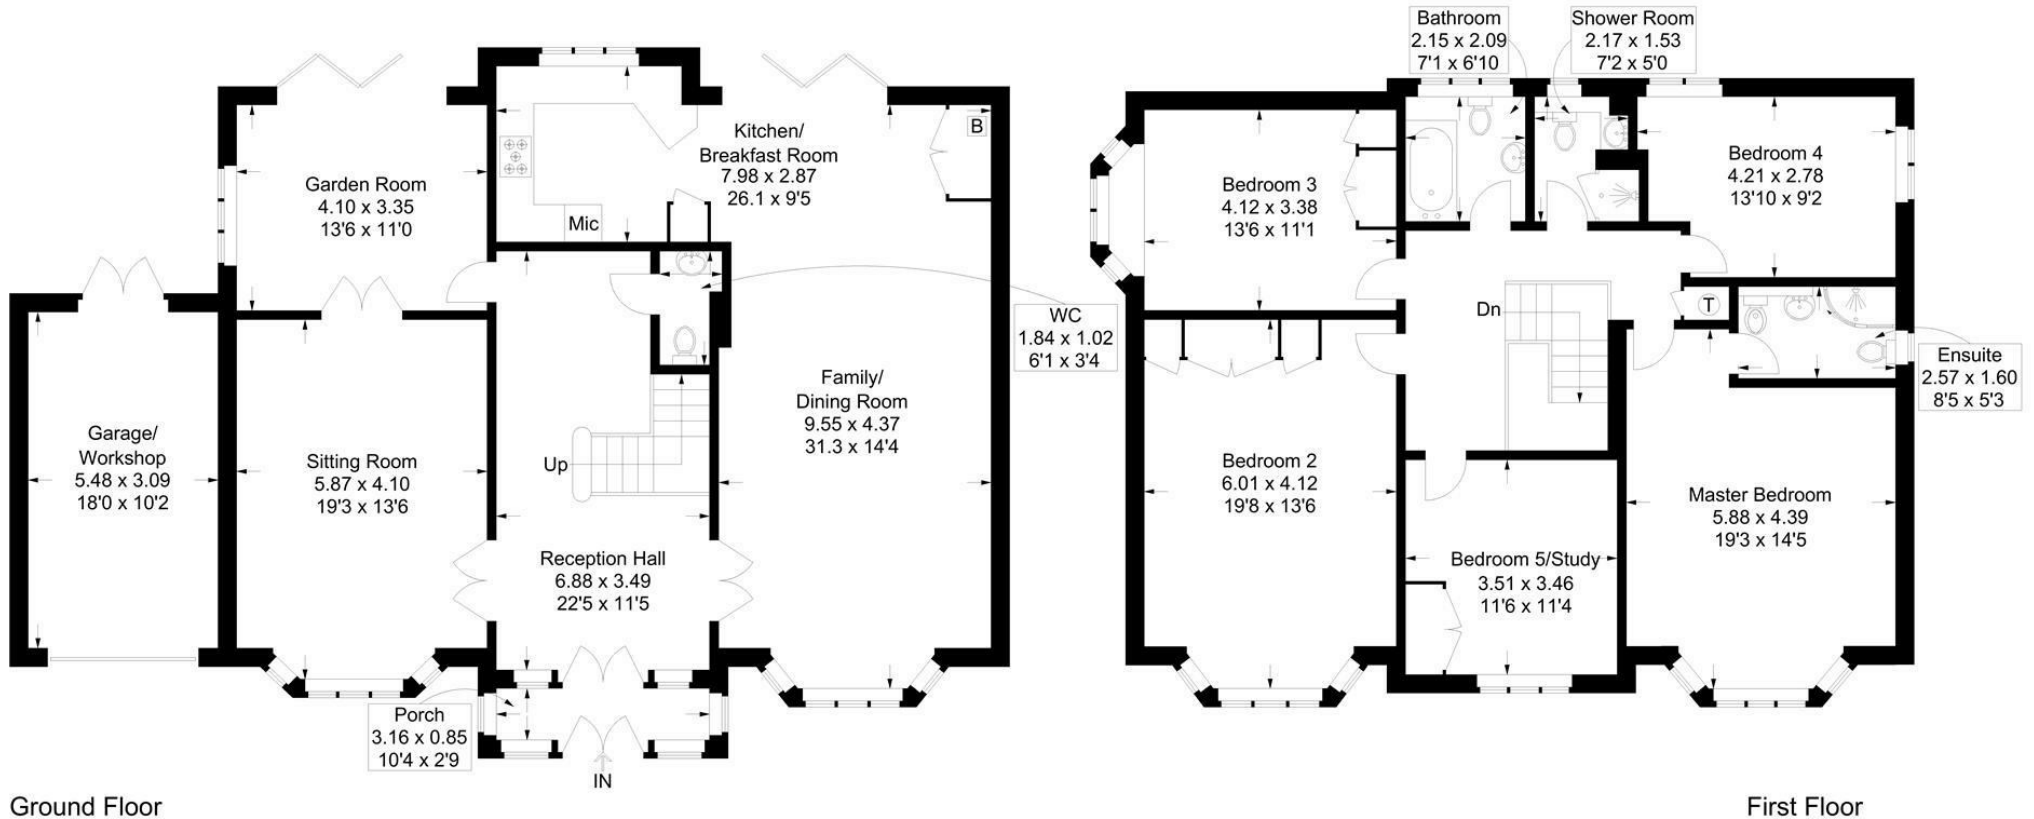 Garden Room
4.10 x 3.35
13'6 x 11'0
Kitchen/
Breakfast Room
7.98 x 2.87
26.1 x 9'5
B
Mic
WC
1.84 x 1.02
6'1 x 3'4
Garage/
Workshop
5.48 x 3.09
18'0 x 10'2
Sitting Room
5.87 x 4.10
19'3 x 13'6
Up
Reception Hall
6.88 x 3.49
22'5 x 11'5
Family/
Dining Room
9.55 x 4.37
31.3 x 14'4
Porch
3.16 x 0.85
10'4 x 2'9
IN
Ground Floor
Bathroom
2.15 x 2.09
7'1 x 6'10
Shower Room
2.17 x 1.53
7'2 x 5'0
Bedroom 3
4.12 x 3.38
13'6 x 11'1
Bedroom 4
4.21 x 2.78
13'10 x 9'2
Dn
T
Ensuite
2.57 x 1.60
8'5 x 5'3
Bedroom 2
6.01 x 4.12
19'8 x 13'6
Bedroom 5/Study
3.51 x 3.46
11'6 x 11'4
Master Bedroom
5.88 x 4.39
19'3 x 14'5
First Floor